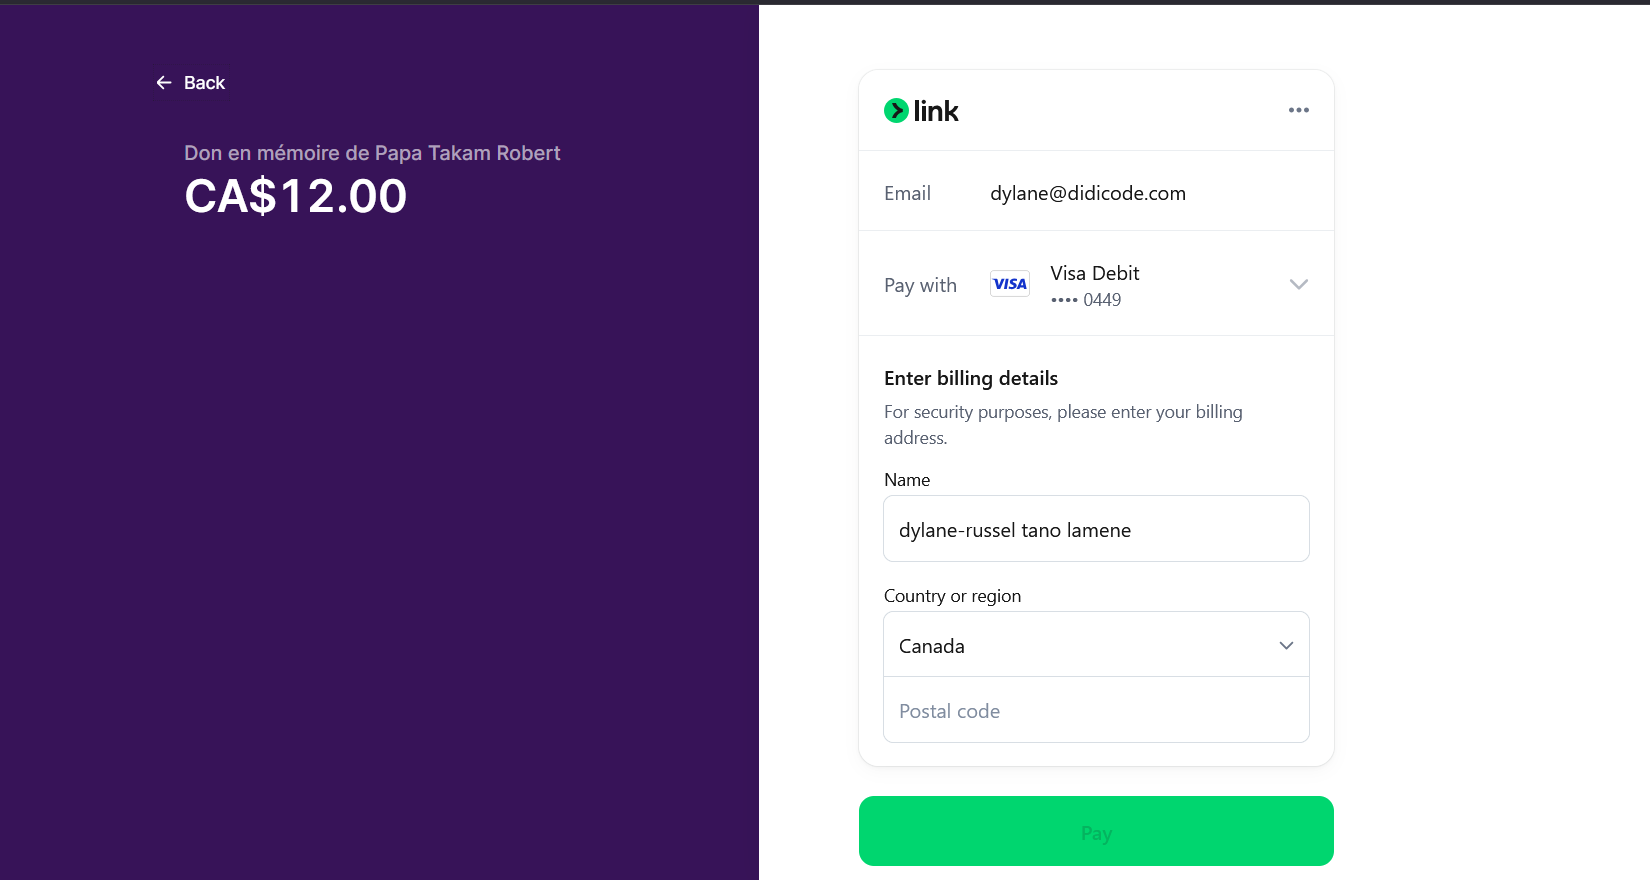 Back
Don en mémoire de Papa Takam Robert
CA$12.00
link
Email dylane@didicode.com
Pay with VISA Visa Debit
•••• 0449
Enter billing details
For security purposes, please enter your billing
address.
Name
dylane-russel tano lamene
Country or region
Canada
Postal code
Pay